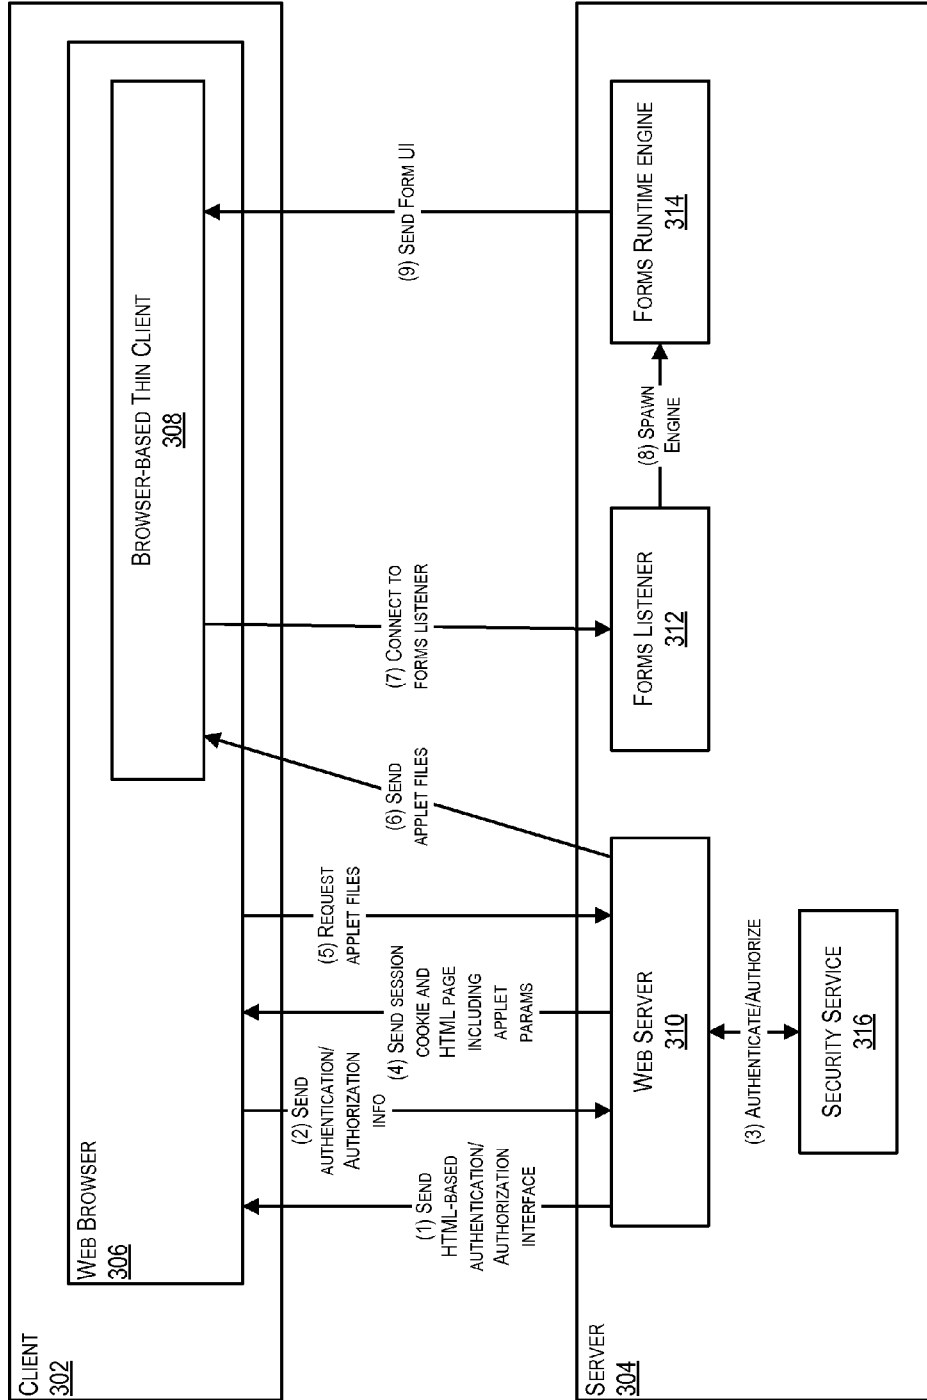 CLIENT
302
WEB BROWSER
306
BROWSER-BASED THIN CLIENT
308
(1) SEND
HTML-BASED
AUTHENTICATION/
AUTHORIZATION
INTERFACE
(2) SEND
AUTHENTICATION/
AUTHORIZATION
INFO
(4) SEND SESSION
COOKIE AND
HTML PAGE
INCLUDING
APPLET
PARAMS
(5) REQUEST
APPLET FILES
(6) SEND
APPLET FILES
(7) CONNECT TO
FORMS LISTENER
(9) SEND FORM UI
SERVER
304
WEB SERVER
310
(3) AUTHENTICATE/AUTHORIZE
SECURITY SERVICE
316
FORMS LISTENER
312
(8) SPAWN
ENGINE
FORMS RUNTIME ENGINE
314